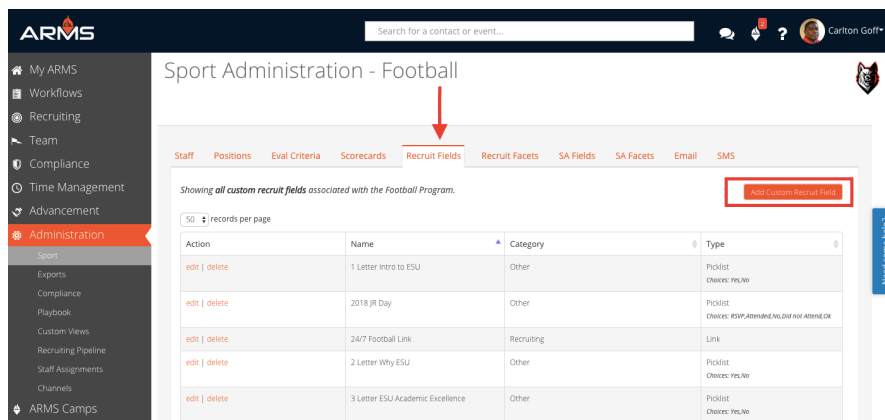 ARMS
Search for a contact or event...
2
?
Carlton Goff
My ARMS
Workflows
Recruiting
Team
Compliance
Time Management
Advancement
Administration
Sport
Exports
Compliance
Playbook
Custom Views
Recruiting Pipeline
Staff Assignments
Channels
ARMS Camps
Sport Administration - Football
Staff Positions Eval Criteria Scorecards Recruit Fields Recruit Facets SA Fields SA Facets Email SMS
Showing all custom recruit fields associated with the Football Program.
Add Custom Recruit Field
50 records per page
Action Name Category Type
edit | delete 1 Letter Intro to ESU Other Picklist
Choices: Yes,No
edit | delete 2018 JR Day Other Picklist
Choices: RSVP,Attended,No,Did not Attend,Ok
edit | delete 24/7 Football Link Recruiting Link
edit | delete 2 Letter Why ESU Other Picklist
Choices: Yes,No
edit | delete 3 Letter ESU Academic Excellence Other Picklist
Choices: Yes,No
Need some help?